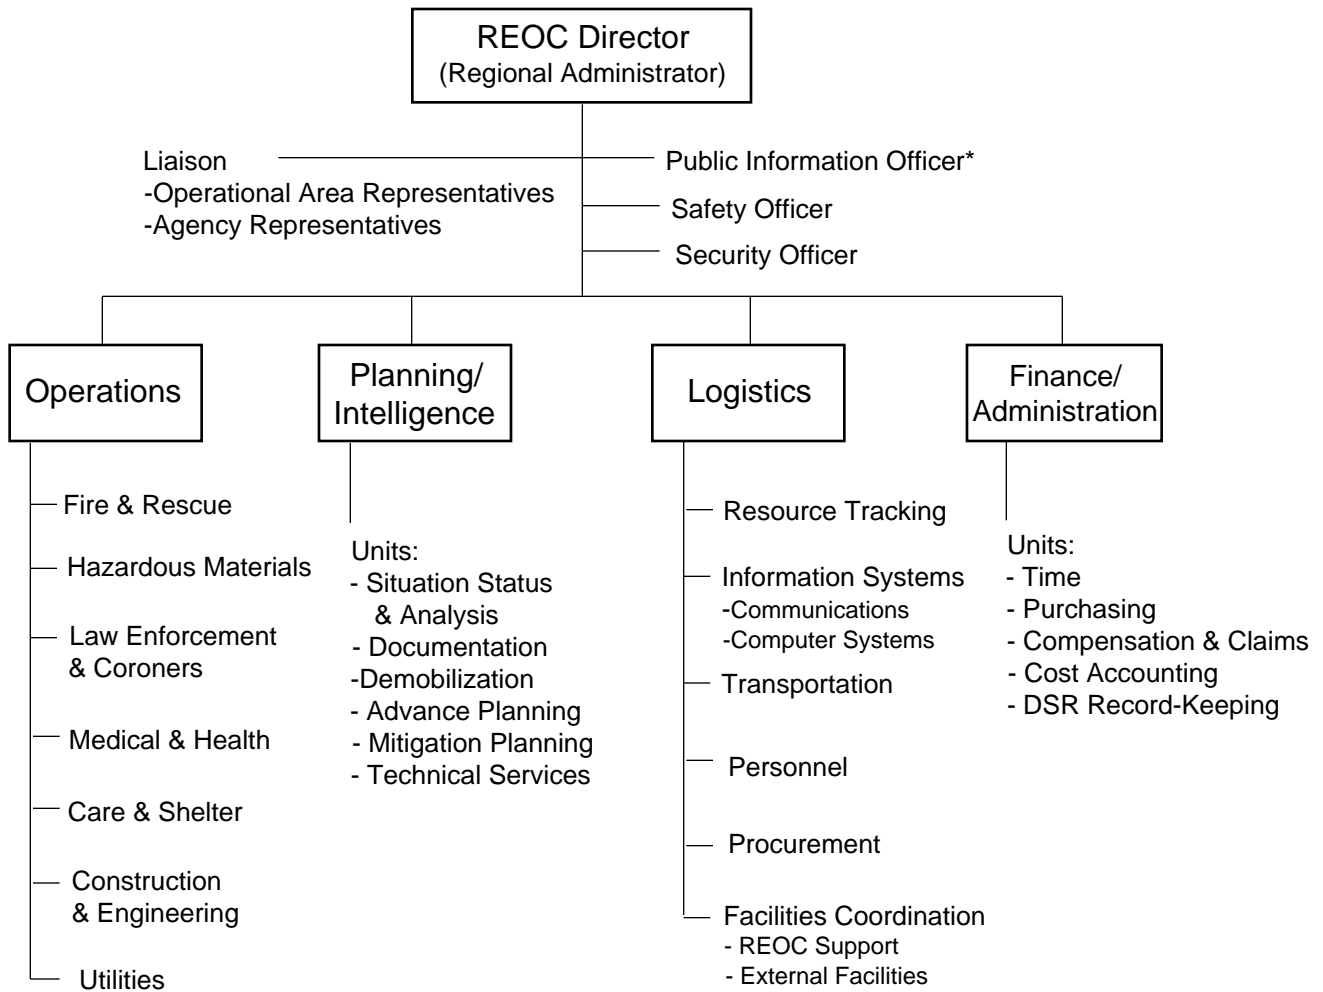 REOC Director
(Regional Administrator)
Liaison
-Operational Area Representatives
-Agency Representatives
Public Information Officer*
Safety Officer
Security Officer
Operations
Fire & Rescue
Hazardous Materials
Law Enforcement
& Coroners
Medical & Health
Care & Shelter
Construction
& Engineering
Utilities
Planning/
Intelligence
Units:
- Situation Status
& Analysis
- Documentation
-Demobilization
- Advance Planning
- Mitigation Planning
- Technical Services
Logistics
Resource Tracking
Information Systems
-Communications
-Computer Systems
Transportation
Personnel
Procurement
Facilities Coordination
- REOC Support
- External Facilities
Finance/
Administration
Units:
- Time
- Purchasing
- Compensation & Claims
- Cost Accounting
- DSR Record-Keeping